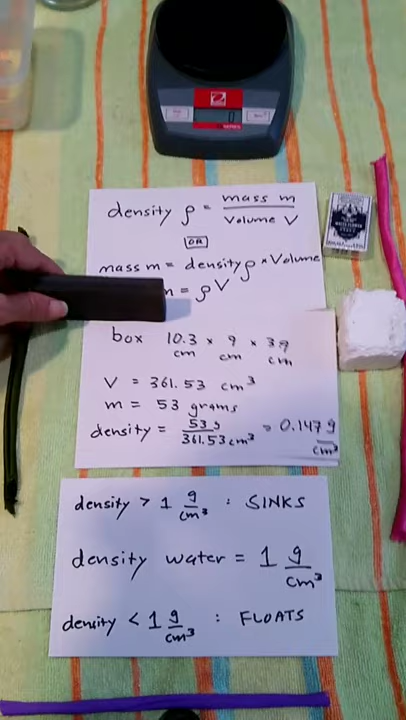 0
density ρ = mass m / Volume V
OR
mass m = density ρ × Volume
m = ρV
box 10.3 × 9 × 3.9
cm cm cm
V = 361.53 cm³
m = 53 grams
density = 53 g / 361.53 cm³ = 0.147 g / cm³
density > 1 g / cm³ : SINKS
density water = 1 g / cm³
density < 1 g / cm³ : FLOATS